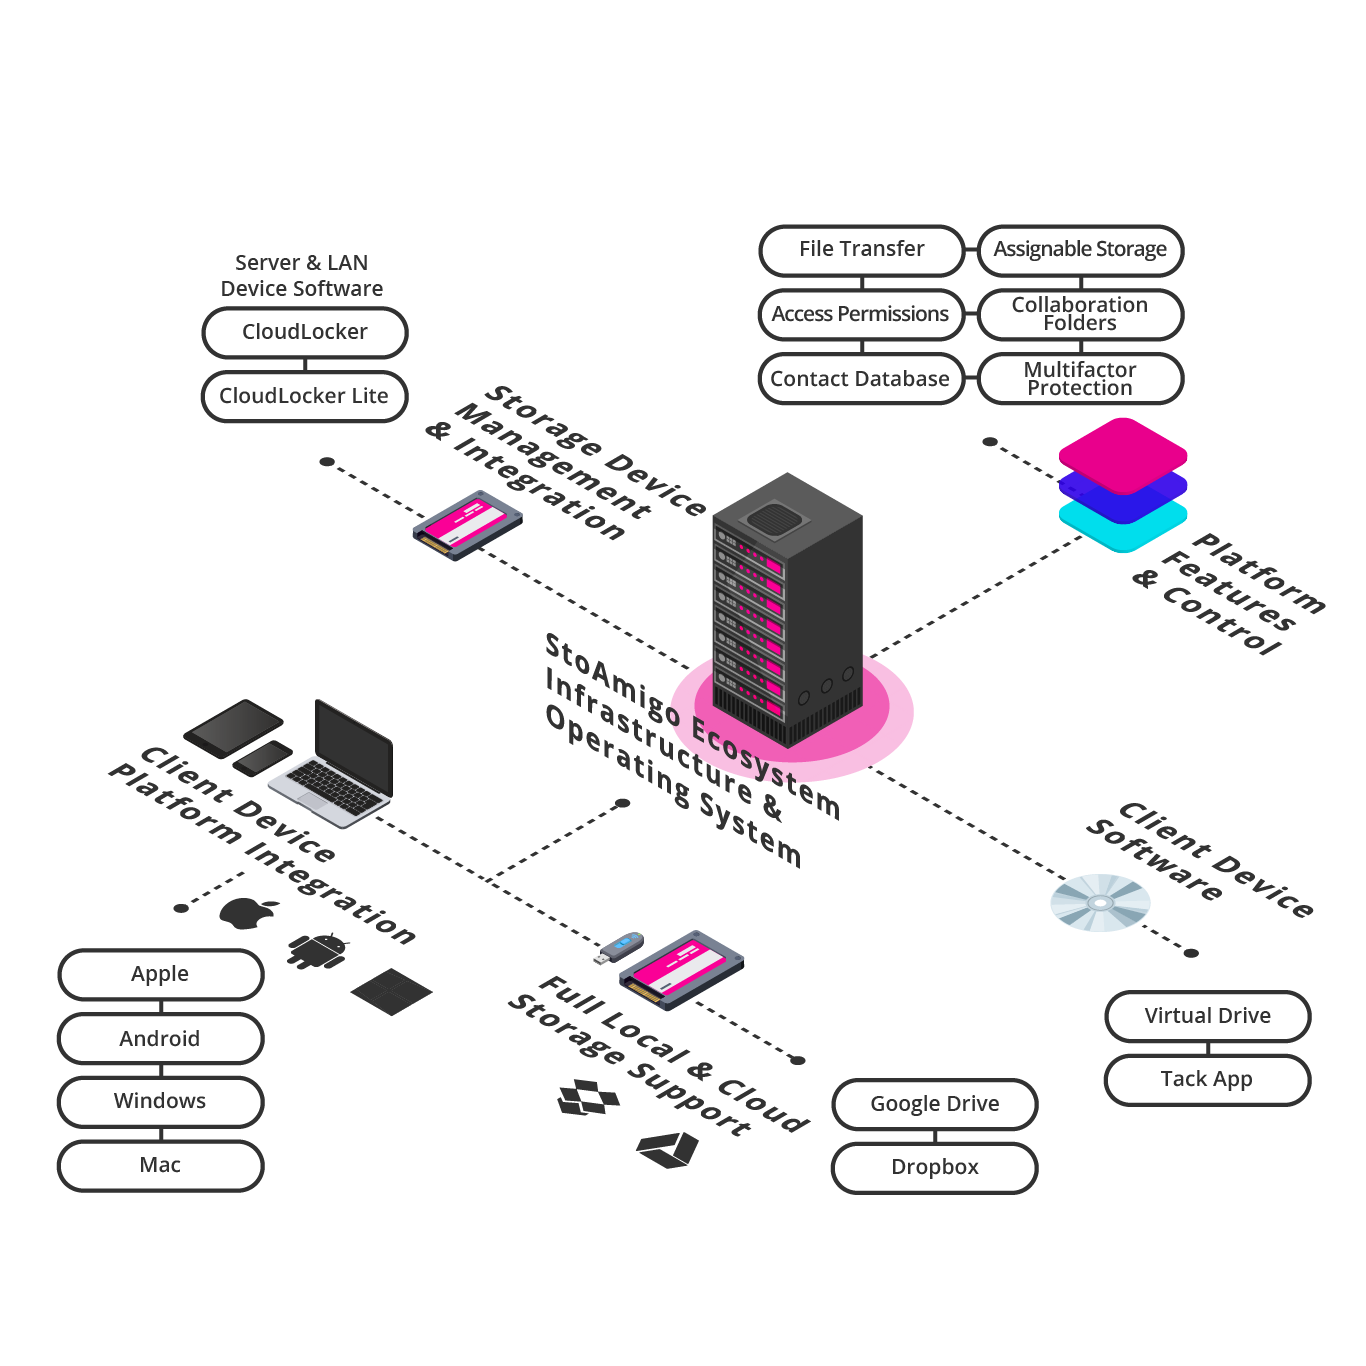 Server & LAN
Device Software
CloudLocker
CloudLocker Lite
File Transfer
Assignable Storage
Access Permissions
Collaboration
Folders
Contact Database
Multifactor
Protection
Storage Device
Management
& Integration
Platform
Features
& Control
StoAmigo Ecosystem
Infrastructure &
Operating System
Client Device
Platform Integration
Client Device
Software
Apple
Android
Windows
Mac
Full Local & Cloud
Storage Support
Google Drive
Dropbox
Virtual Drive
Tack App